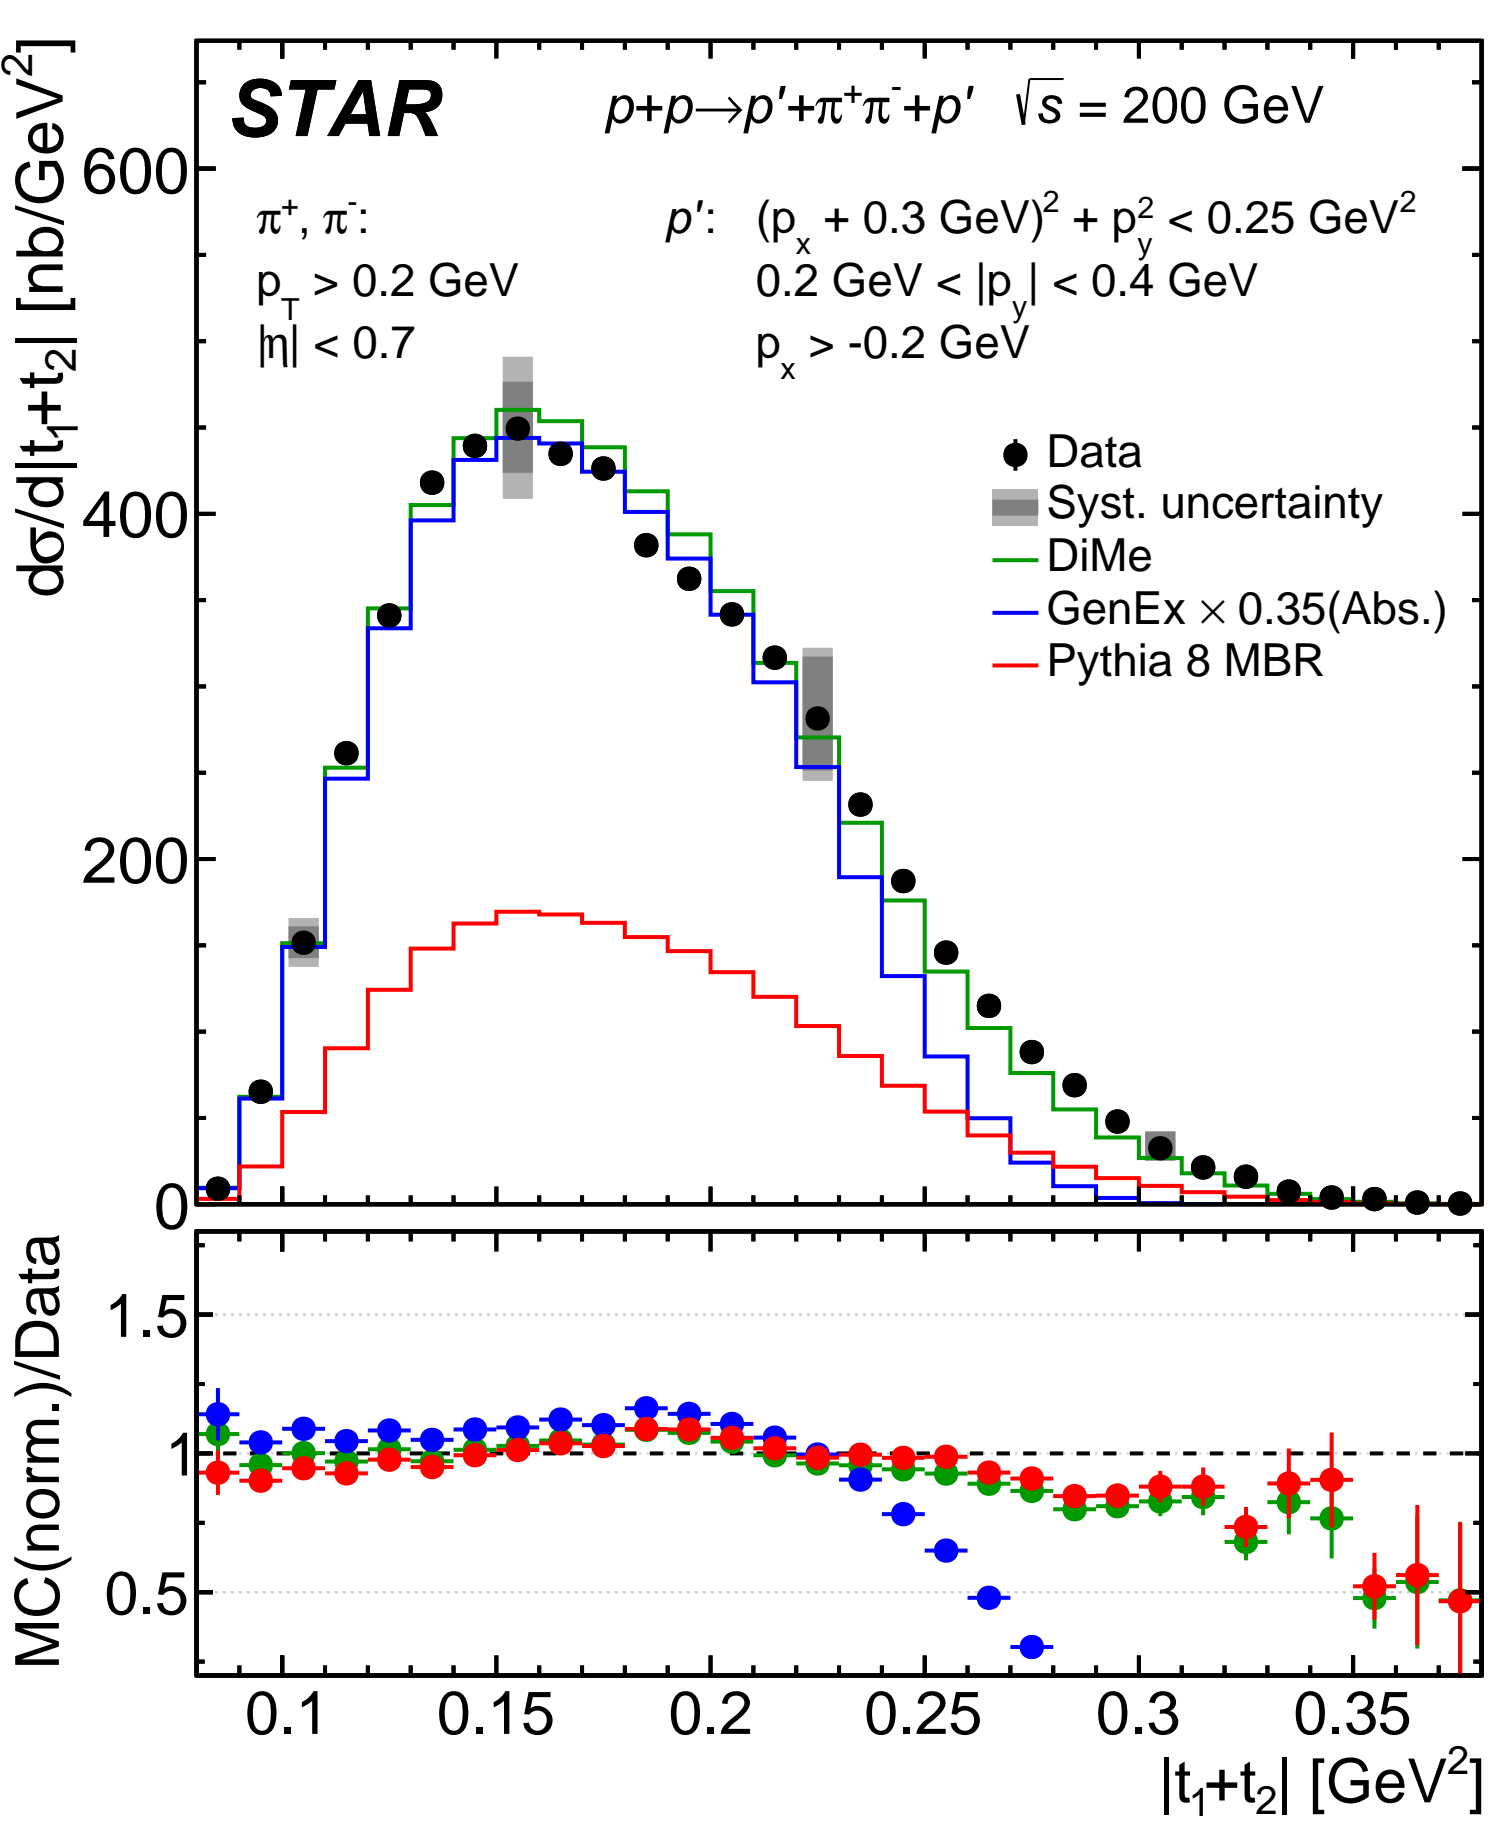 STAR p+p→p′+π⁺π⁻+p′ √s = 200 GeV
π⁺, π⁻: p′: (pₓ + 0.3 GeV)² + p_y² < 0.25 GeV²
p_T > 0.2 GeV 0.2 GeV < |p_y| < 0.4 GeV
|η| < 0.7 pₓ > -0.2 GeV
Data
Syst. uncertainty
DiMe
GenEx × 0.35(Abs.)
Pythia 8 MBR
dσ/d|t₁+t₂| [nb/GeV²]
600
400
200
0
MC(norm.)/Data
1.5
1
0.5
0.1 0.15 0.2 0.25 0.3 0.35
|t₁+t₂| [GeV²]